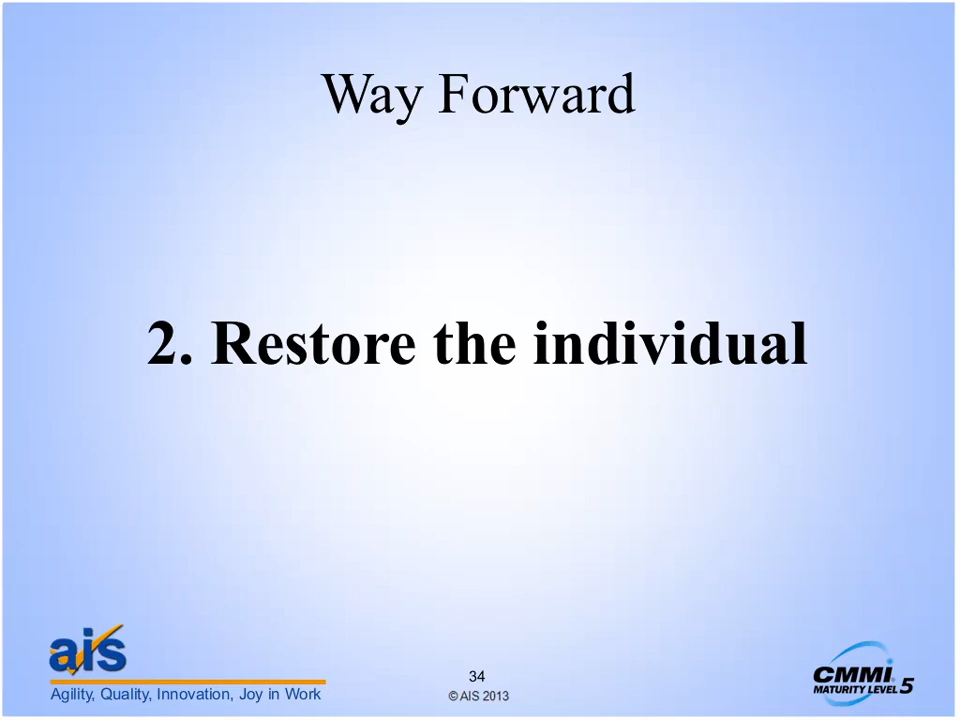 Way Forward
2. Restore the individual
ais
Agility, Quality, Innovation, Joy in Work
34
© AIS 2013
CMMI
MATURITY LEVEL 5